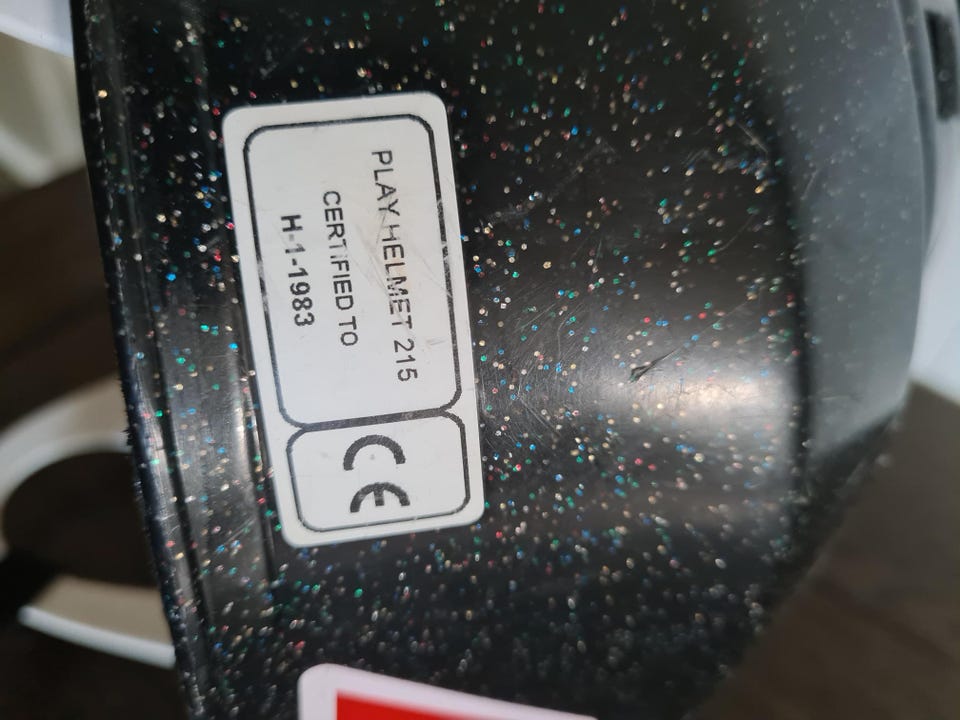 PLAY HELMET 215
CERTIFIED TO
H-1-1983
CE